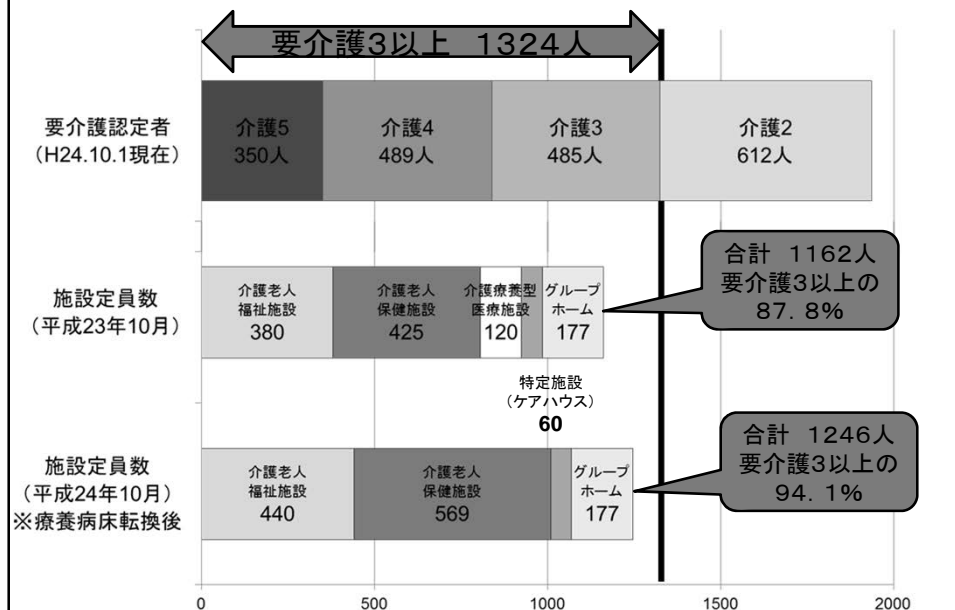 要介護3以上 1324人
要介護認定者
(H24.10.1現在)
介護5
350人
介護4
489人
介護3
485人
介護2
612人
施設定員数
(平成23年10月)
介護老人
福祉施設
380
介護老人
保健施設
425
介護療養型
医療施設
120
グループ
ホーム
177
合計 1162人
要介護3以上の
87.8%
特定施設
(ケアハウス)
60
施設定員数
(平成24年10月)
※療養病床転換後
介護老人
福祉施設
440
介護老人
保健施設
569
グループ
ホーム
177
合計 1246人
要介護3以上の
94.1%
0 500 1000 1500 2000